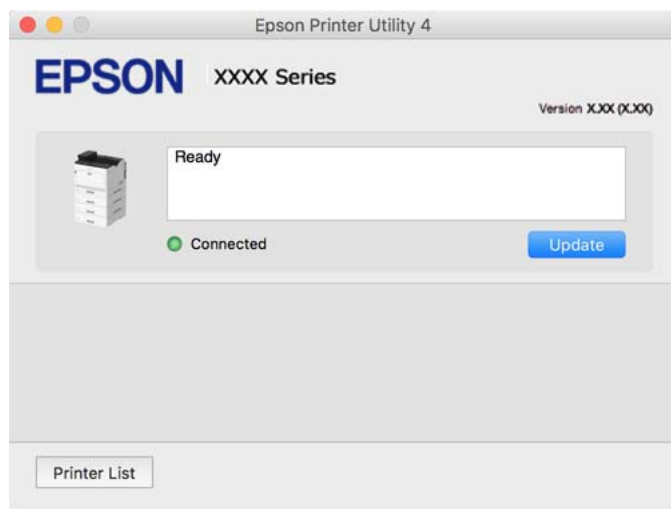 Epson Printer Utility 4
EPSON XXXX Series
Version X.XX (X.XX)
Ready
Connected
Update
Printer List